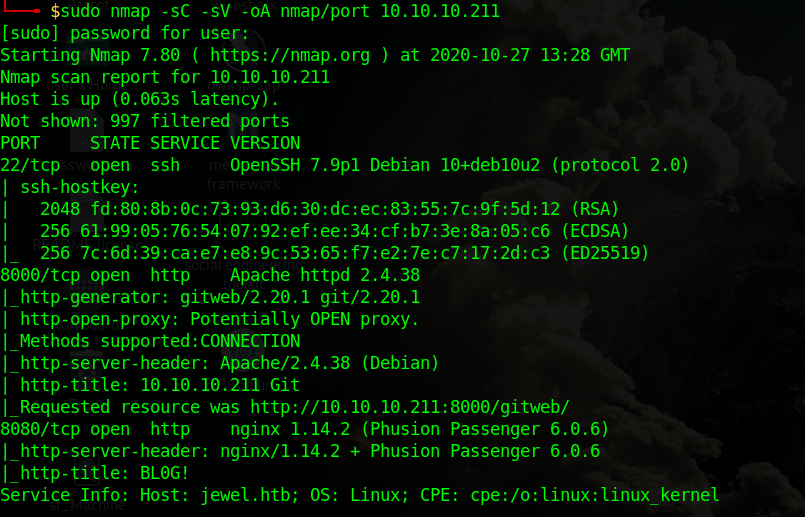 $sudo nmap -sC -sV -oA nmap/port 10.10.10.211
[sudo] password for user:
Starting Nmap 7.80 ( https://nmap.org ) at 2020-10-27 13:28 GMT
Nmap scan report for 10.10.10.211
Host is up (0.063s latency).
Not shown: 997 filtered ports
PORT     STATE SERVICE VERSION
22/tcp   open  ssh     OpenSSH 7.9p1 Debian 10+deb10u2 (protocol 2.0)
| ssh-hostkey:
|   2048 fd:80:8b:0c:73:93:d6:30:dc:ec:83:55:7c:9f:5d:12 (RSA)
|   256 61:99:05:76:54:07:92:ef:ee:34:cf:b7:3e:8a:05:c6 (ECDSA)
|_  256 7c:6d:39:ca:e7:e8:9c:53:65:f7:e2:7e:c7:17:2d:c3 (ED25519)
8000/tcp open  http    Apache httpd 2.4.38
|_http-generator: gitweb/2.20.1 git/2.20.1
| http-open-proxy: Potentially OPEN proxy.
|_Methods supported:CONNECTION
|_http-server-header: Apache/2.4.38 (Debian)
| http-title: 10.10.10.211 Git
|_Requested resource was http://10.10.10.211:8000/gitweb/
8080/tcp open  http    nginx 1.14.2 (Phusion Passenger 6.0.6)
|_http-server-header: nginx/1.14.2 + Phusion Passenger 6.0.6
|_http-title: BL0G!
Service Info: Host: jewel.htb; OS: Linux; CPE: cpe:/o:linux:linux_kernel